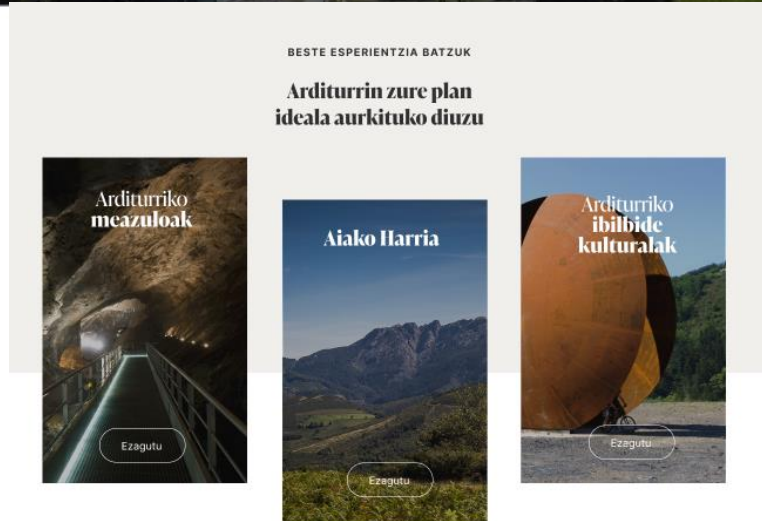 BESTE ESPERIENTZIA BATZUK
Arditurrin zure plan
ideala aurkituko diuzu
Arditurriko
meazuloak
Ezagutu
Aiako Harria
Ezagutu
Arditurriko
ibilbide
kulturalak
Ezagutu